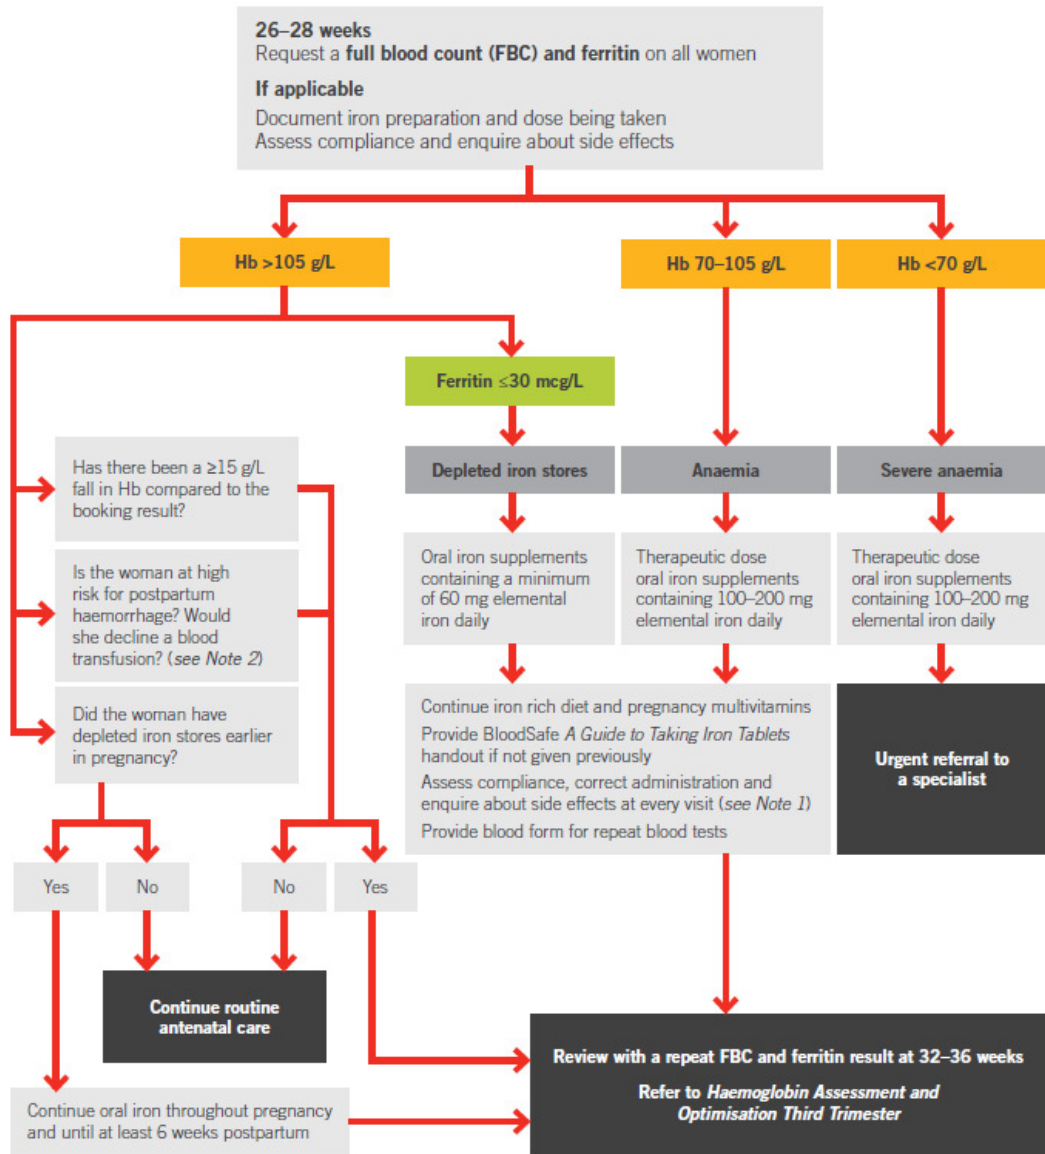 26–28 weeks
Request a full blood count (FBC) and ferritin on all women
If applicable
Document iron preparation and dose being taken
Assess compliance and enquire about side effects
Hb >105 g/L
Hb 70–105 g/L
Hb <70 g/L
Ferritin ≤30 mcg/L
Depleted iron stores
Anaemia
Severe anaemia
Has there been a ≥15 g/L
fall in Hb compared to the
booking result?
Is the woman at high
risk for postpartum
haemorrhage? Would
she decline a blood
transfusion? (see Note 2)
Did the woman have
depleted iron stores earlier
in pregnancy?
Oral iron supplements
containing a minimum
of 60 mg elemental
iron daily
Therapeutic dose
oral iron supplements
containing 100–200 mg
elemental iron daily
Therapeutic dose
oral iron supplements
containing 100–200 mg
elemental iron daily
Continue iron rich diet and pregnancy multivitamins
Provide BloodSafe A Guide to Taking Iron Tablets
handout if not given previously
Assess compliance, correct administration and
enquire about side effects at every visit (see Note 1)
Provide blood form for repeat blood tests
Urgent referral to
a specialist
Yes
No
No
Yes
Continue routine
antenatal care
Review with a repeat FBC and ferritin result at 32–36 weeks
Refer to Haemoglobin Assessment and
Optimisation Third Trimester
Continue oral iron throughout pregnancy
and until at least 6 weeks postpartum